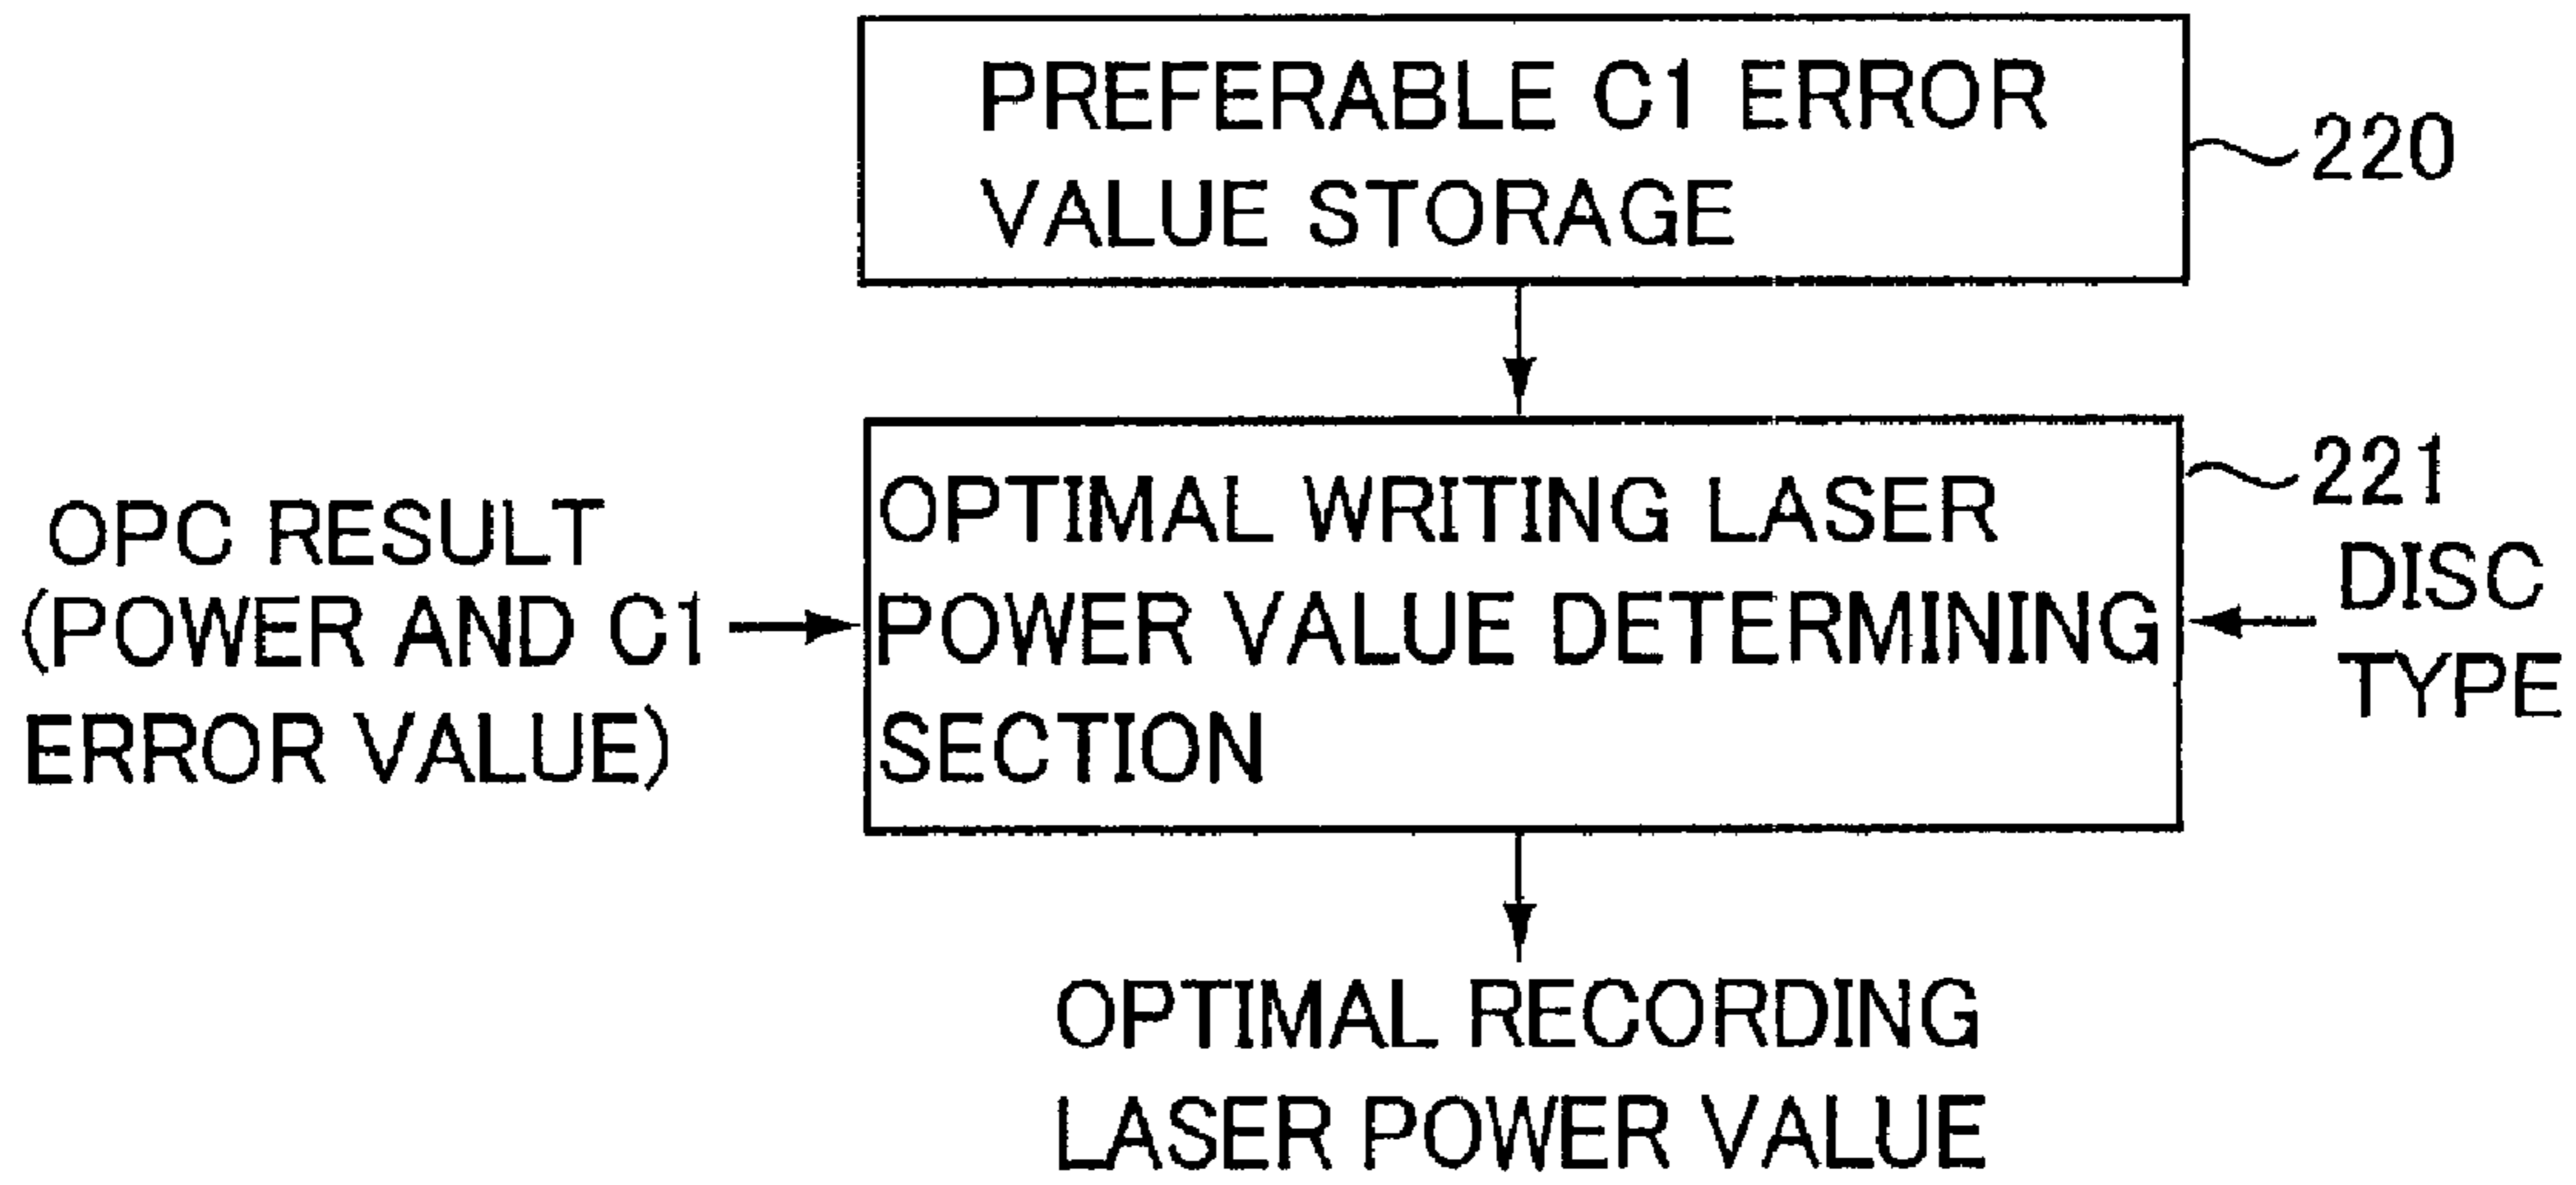 PREFERABLE C1 ERROR
VALUE STORAGE
220
OPTIMAL WRITING LASER
POWER VALUE DETERMINING
SECTION
221
OPC RESULT
(POWER AND C1
ERROR VALUE)
DISC
TYPE
OPTIMAL RECORDING
LASER POWER VALUE